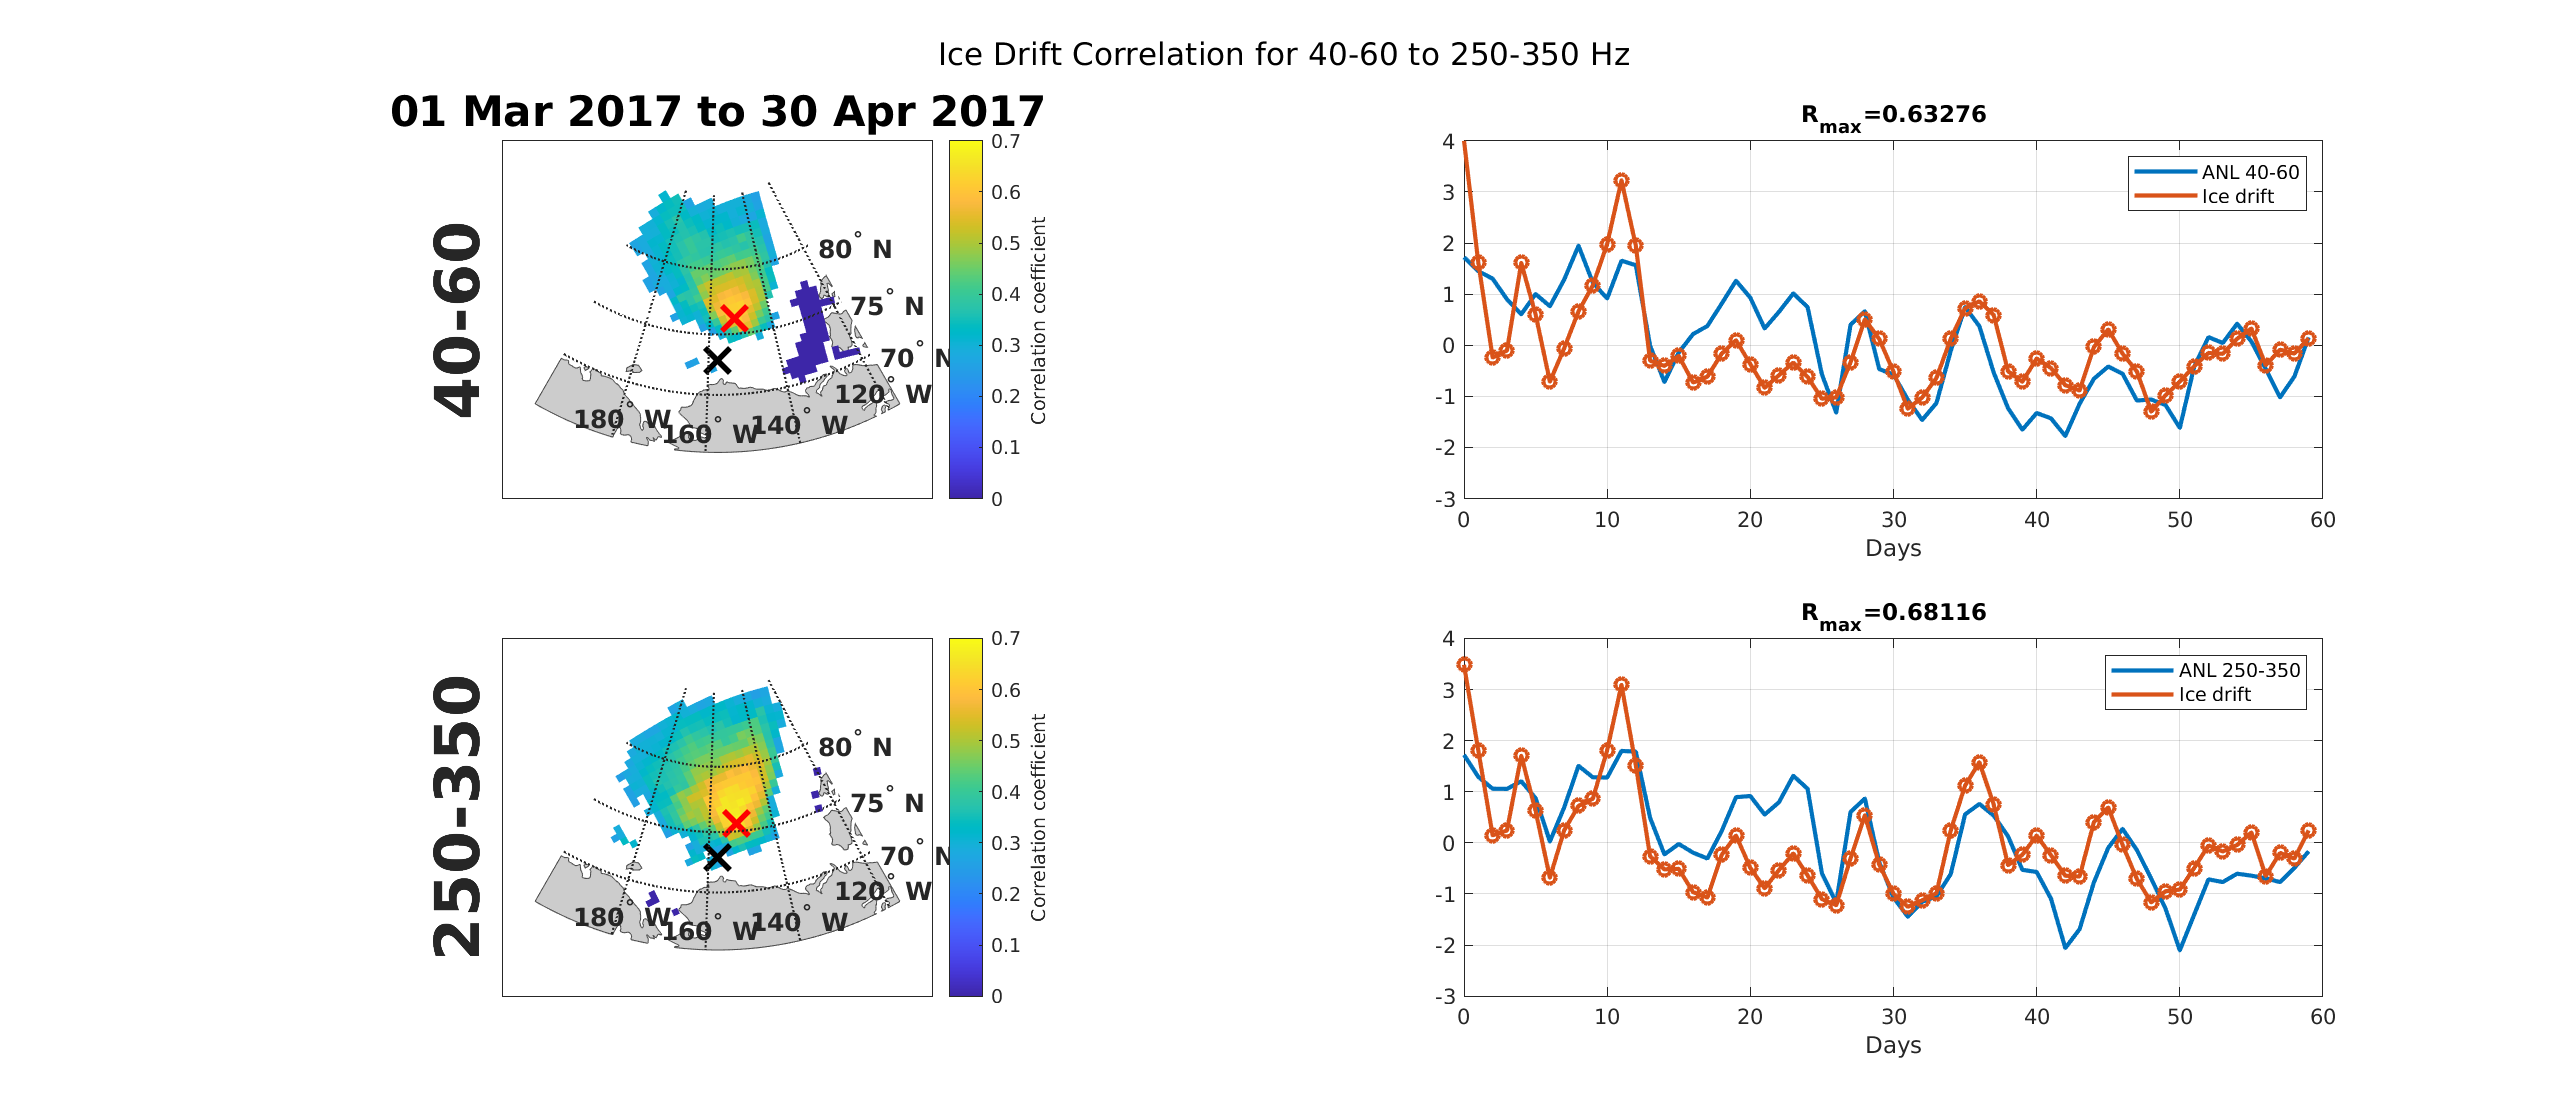 Ice Drift Correlation for 40-60 to 250-350 Hz
01 Mar 2017 to 30 Apr 2017
40-60
80° N
75° N
70° N
120° W
180° W
160° W
140° W
0.7
0.6
0.5
0.4
0.3
0.2
0.1
0
Correlation coefficient
Rmax=0.63276
4
3
2
1
0
-1
-2
-3
0 10 20 30 40 50 60
Days
ANL 40-60
Ice drift
250-350
80° N
75° N
70° N
120° W
180° W
160° W
140° W
0.7
0.6
0.5
0.4
0.3
0.2
0.1
0
Correlation coefficient
Rmax=0.68116
4
3
2
1
0
-1
-2
-3
0 10 20 30 40 50 60
Days
ANL 250-350
Ice drift